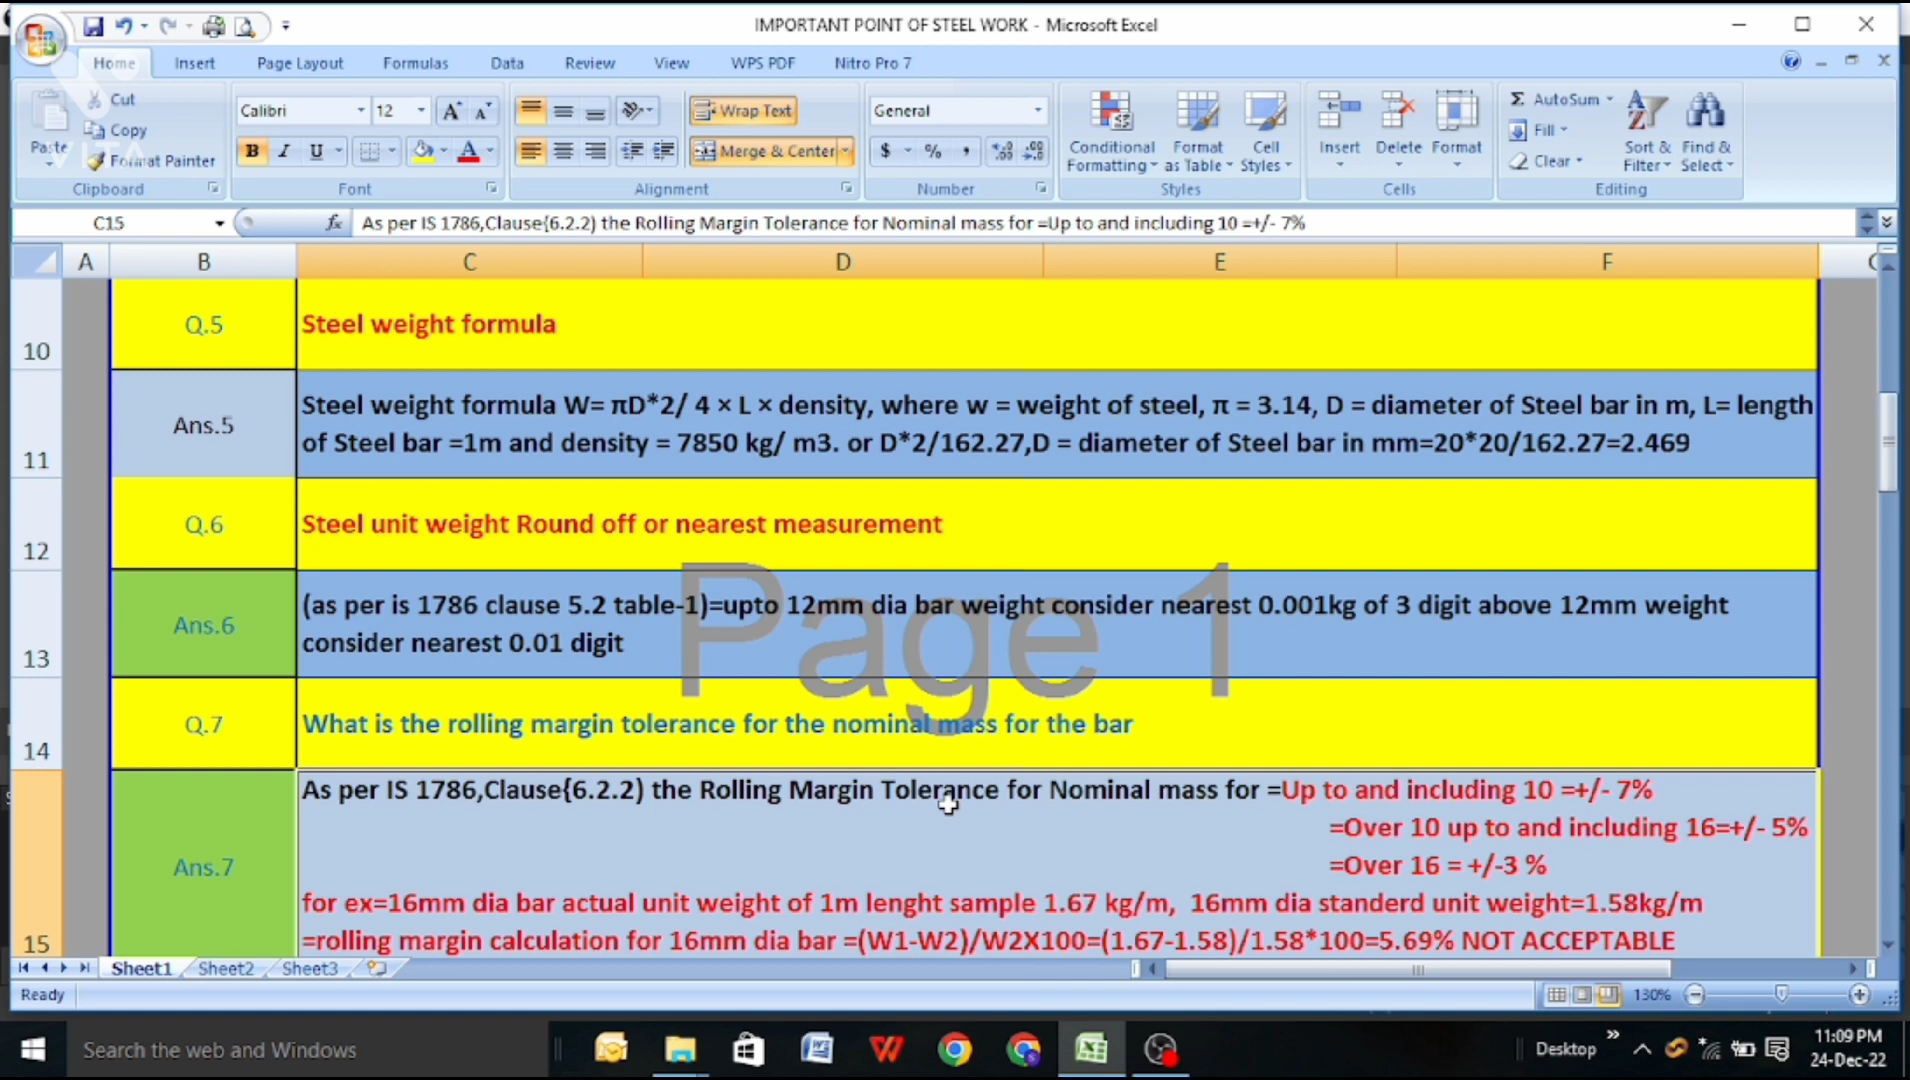 IMPORTANT POINT OF STEEL WORK - Microsoft Excel
Home Insert Page Layout Formulas Data Review View WPS PDF Nitro Pro 7
Cut
Copy
Paste
VITA
Format Painter
Clipboard
Calibri 12
B I U
Font
Wrap Text
Merge & Center
Alignment
General
$ % ,
Number
Conditional Formatting
Format as Table
Cell Styles
Styles
Insert Delete Format
Cells
Σ AutoSum
Fill
Clear
Sort & Filter
Find & Select
Editing
C15 fx As per IS 1786,Clause{6.2.2) the Rolling Margin Tolerance for Nominal mass for =Up to and including 10 =+/- 7%
A B C D E F
10 Q.5 Steel weight formula
11 Ans.5 Steel weight formula W= πD*2/ 4 × L × density, where w = weight of steel, π = 3.14, D = diameter of Steel bar in m, L= length
of Steel bar =1m and density = 7850 kg/ m3. or D*2/162.27,D = diameter of Steel bar in mm=20*20/162.27=2.469
12 Q.6 Steel unit weight Round off or nearest measurement
Page 1
13 Ans.6 (as per is 1786 clause 5.2 table-1)=upto 12mm dia bar weight consider nearest 0.001kg of 3 digit above 12mm weight
consider nearest 0.01 digit
14 Q.7 What is the rolling margin tolerance for the nominal mass for the bar
15 Ans.7 As per IS 1786,Clause{6.2.2) the Rolling Margin Tolerance for Nominal mass for =Up to and including 10 =+/- 7%
=Over 10 up to and including 16=+/- 5%
=Over 16 = +/-3 %
for ex=16mm dia bar actual unit weight of 1m lenght sample 1.67 kg/m, 16mm dia standerd unit weight=1.58kg/m
=rolling margin calculation for 16mm dia bar =(W1-W2)/W2X100=(1.67-1.58)/1.58*100=5.69% NOT ACCEPTABLE
Sheet1 Sheet2 Sheet3
Ready 130%
Search the web and Windows
Desktop
11:09 PM
24-Dec-22